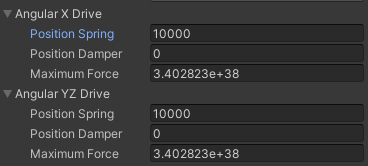 Angular X Drive
Position Spring 10000
Position Damper 0
Maximum Force 3.402823e+38
Angular YZ Drive
Position Spring 10000
Position Damper 0
Maximum Force 3.402823e+38